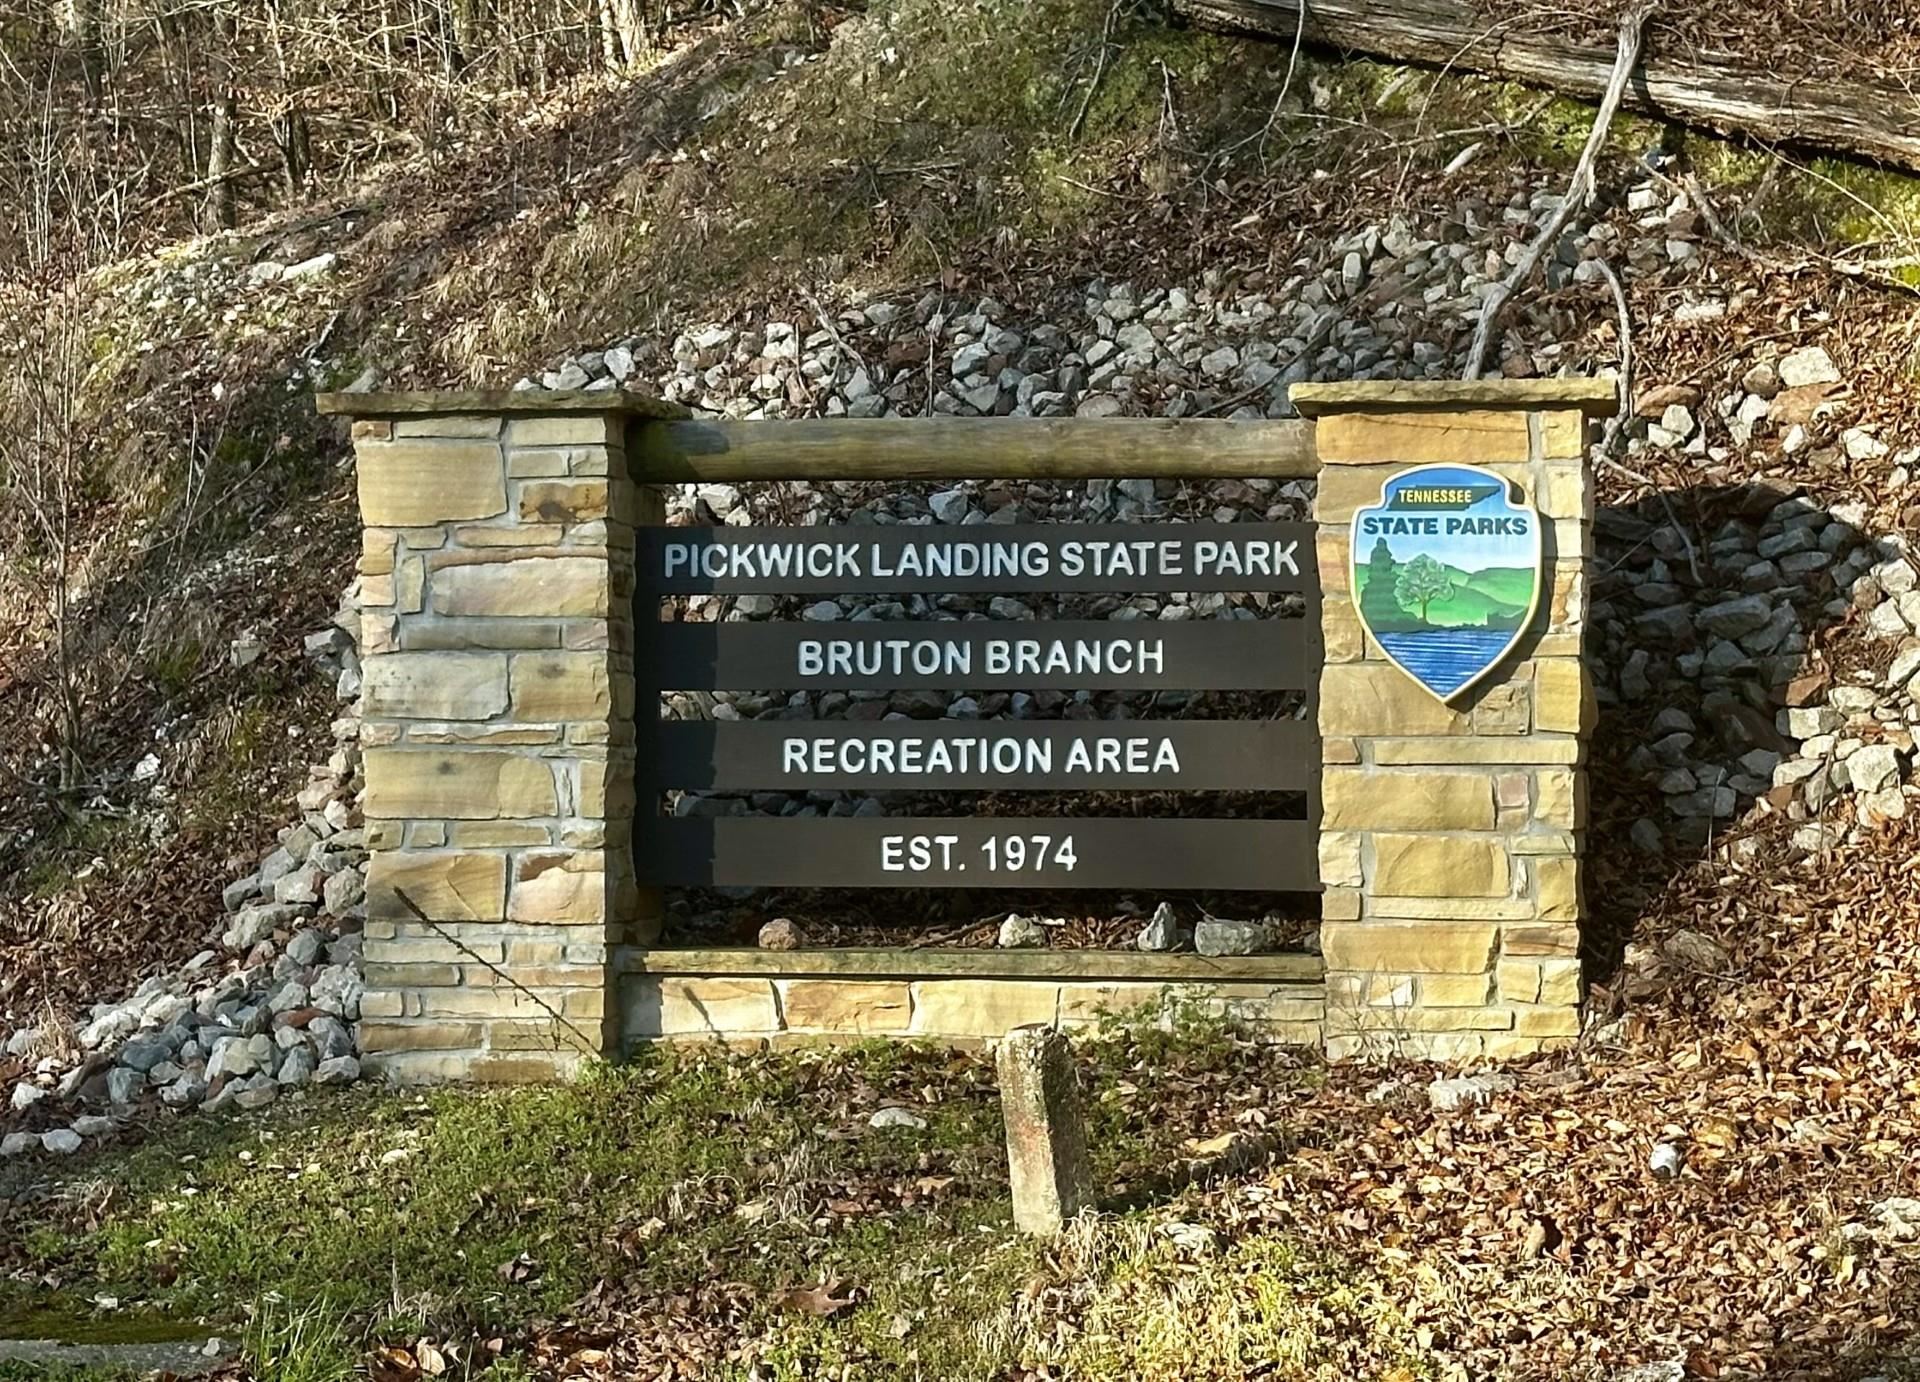 PICKWICK LANDING STATE PARK
BRUTON BRANCH
RECREATION AREA
EST. 1974
TENNESSEE
STATE PARKS